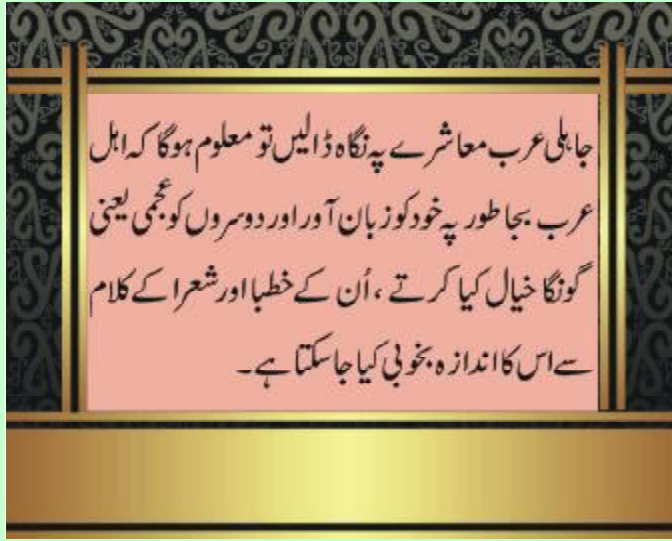 جاہلی عرب معاشرے پہ نگاہ ڈالیں تو معلوم ہوگا کہ اہل
عرب بجا طور پہ خود کو زبان آور اور دوسروں کو عجمی یعنی
گونگا خیال کیا کرتے ، اُن کے خطبا اور شعرا کے کلام
سے اس کا اندازہ بخوبی کیا جاسکتا ہے۔